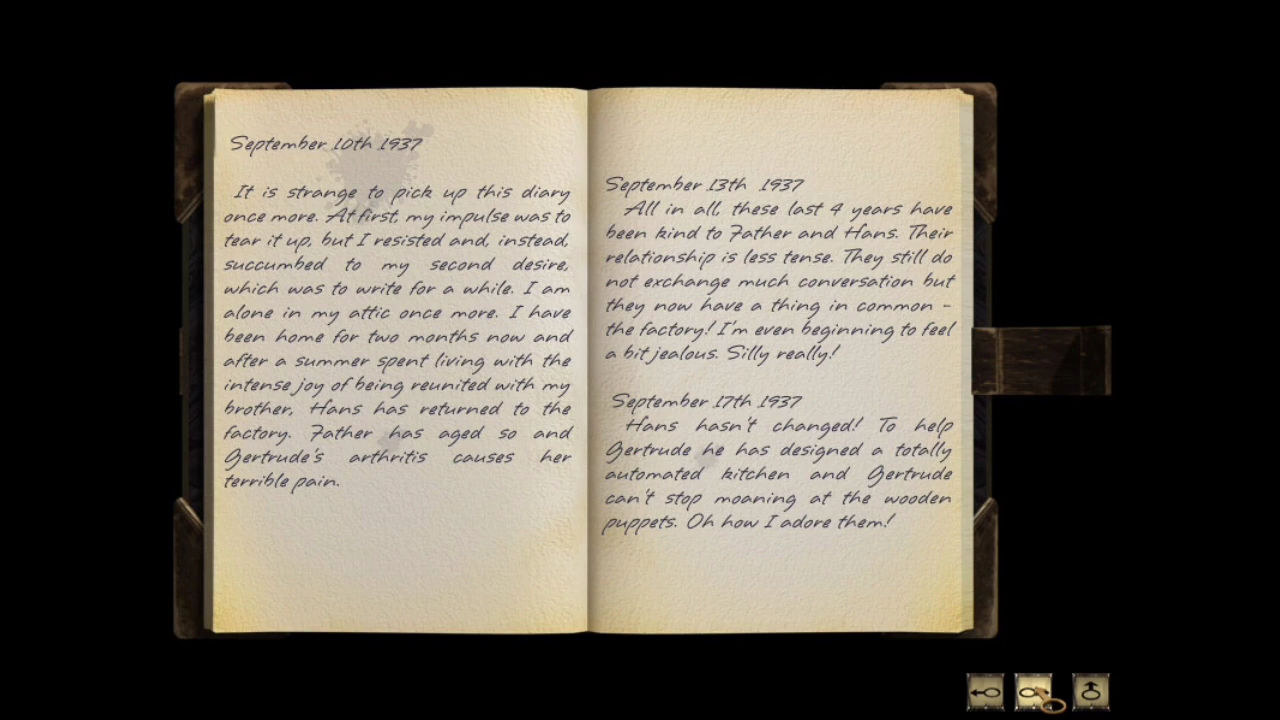 September 10th 1937
It is strange to pick up this diary
once more. At first, my impulse was to
tear it up, but I resisted and, instead,
succumbed to my second desire,
which was to write for a while. I am
alone in my attic once more. I have
been home for two months now and
after a summer spent living with the
intense joy of being reunited with my
brother, Hans has returned to the
factory. Father has aged so and
Gertrude's arthritis causes her
terrible pain.
September 13th 1937
All in all, these last 4 years have
been kind to Father and Hans. Their
relationship is less tense. They still do
not exchange much conversation but
they now have a thing in common -
the factory! I'm even beginning to feel
a bit jealous. Silly really!
September 17th 1937
Hans hasn't changed! To help
Gertrude he has designed a totally
automated kitchen and Gertrude
can't stop moaning at the wooden
puppets. Oh how I adore them!